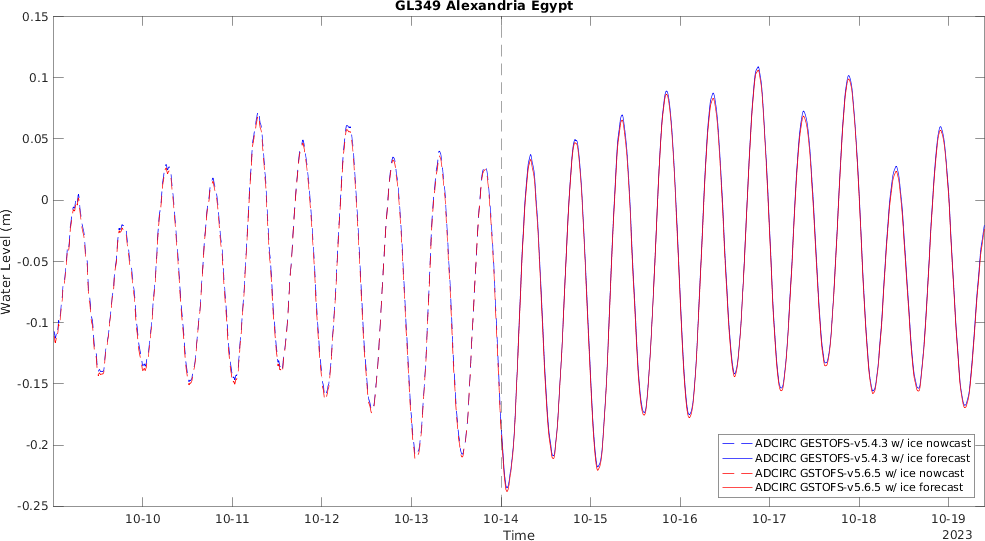 GL349 Alexandria Egypt
0.15
0.1
0.05
0
-0.05
-0.1
-0.15
-0.2
-0.25
Water Level (m)
ADCIRC GESTOFS-v5.4.3 w/ ice nowcast
ADCIRC GESTOFS-v5.4.3 w/ ice forecast
ADCIRC GSTOFS-v5.6.5 w/ ice nowcast
ADCIRC GSTOFS-v5.6.5 w/ ice forecast
10-10 10-11 10-12 10-13 10-14 10-15 10-16 10-17 10-18 10-19
2023
Time